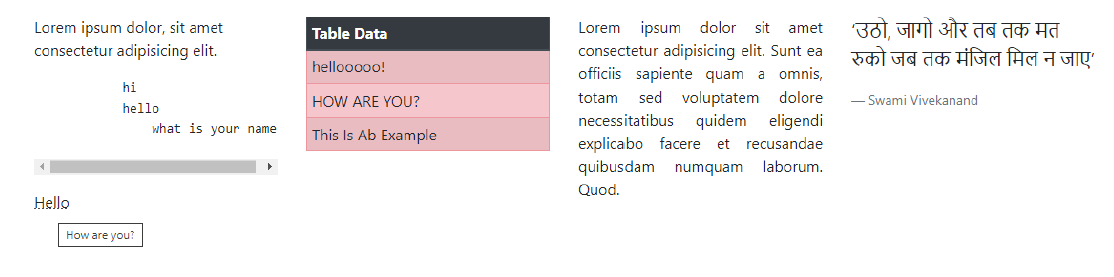 Lorem ipsum dolor, sit amet
consectetur adipisicing elit.
hi
hello
what is your name
Hello
How are you?
Table Data
hellooooo!
HOW ARE YOU?
This Is Ab Example
Lorem ipsum dolor sit amet
consectetur adipisicing elit. Sunt ea
officiis sapiente quam a omnis,
totam sed voluptatem dolore
necessitatibus quidem eligendi
explicabo facere et recusandae
quibusdam numquam laborum.
Quod.
‘उठो, जागो और तब तक मत
रुको जब तक मंजिल मिल न जाए’
— Swami Vivekanand